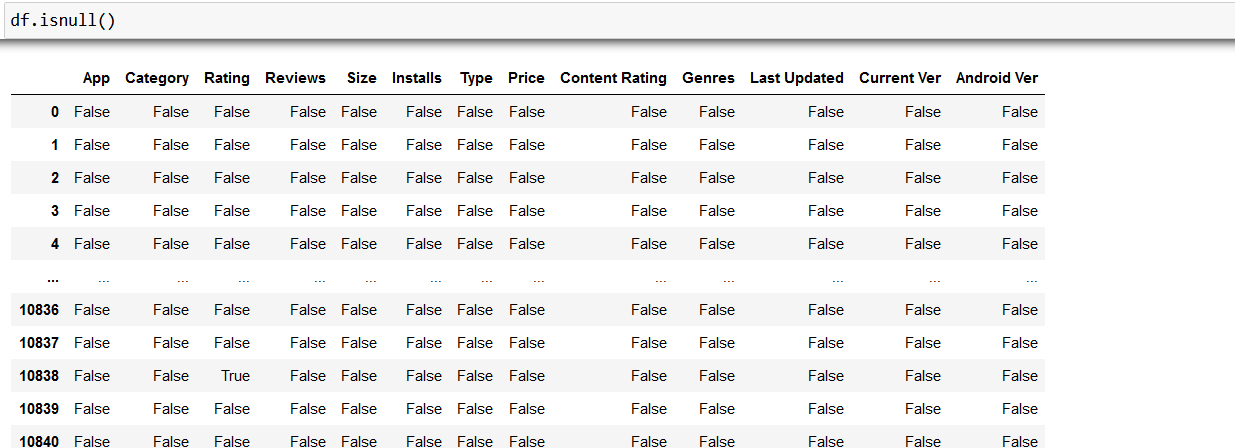 df.isnull()
App Category Rating Reviews Size Installs Type Price Content Rating Genres Last Updated Current Ver Android Ver
0 False False False False False False False False False False False False False
1 False False False False False False False False False False False False False
2 False False False False False False False False False False False False False
3 False False False False False False False False False False False False False
4 False False False False False False False False False False False False False
... ... ... ... ... ... ... ... ... ... ... ... ... ...
10836 False False False False False False False False False False False False False
10837 False False False False False False False False False False False False False
10838 False False True False False False False False False False False False False
10839 False False False False False False False False False False False False False
10840 False False False False False False False False False False False False False